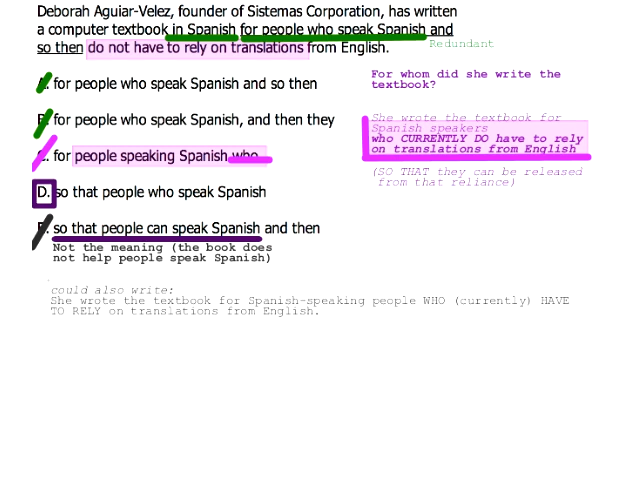 Deborah Aguiar-Velez, founder of Sistemas Corporation, has written
a computer textbook in Spanish for people who speak Spanish and
so then do not have to rely on translations from English.
Redundant
A. for people who speak Spanish and so then
B. for people who speak Spanish, and then they
C. for people speaking Spanish who
D. so that people who speak Spanish
E. so that people can speak Spanish and then
Not the meaning (the book does
not help people speak Spanish)
For whom did she write the
textbook?
She wrote the textbook for
Spanish speakers
who CURRENTLY DO have to rely
on translations from English
(SO THAT they can be released
from that reliance)
could also write:
She wrote the textbook for Spanish-speaking people WHO (currently) HAVE
TO RELY on translations from English.